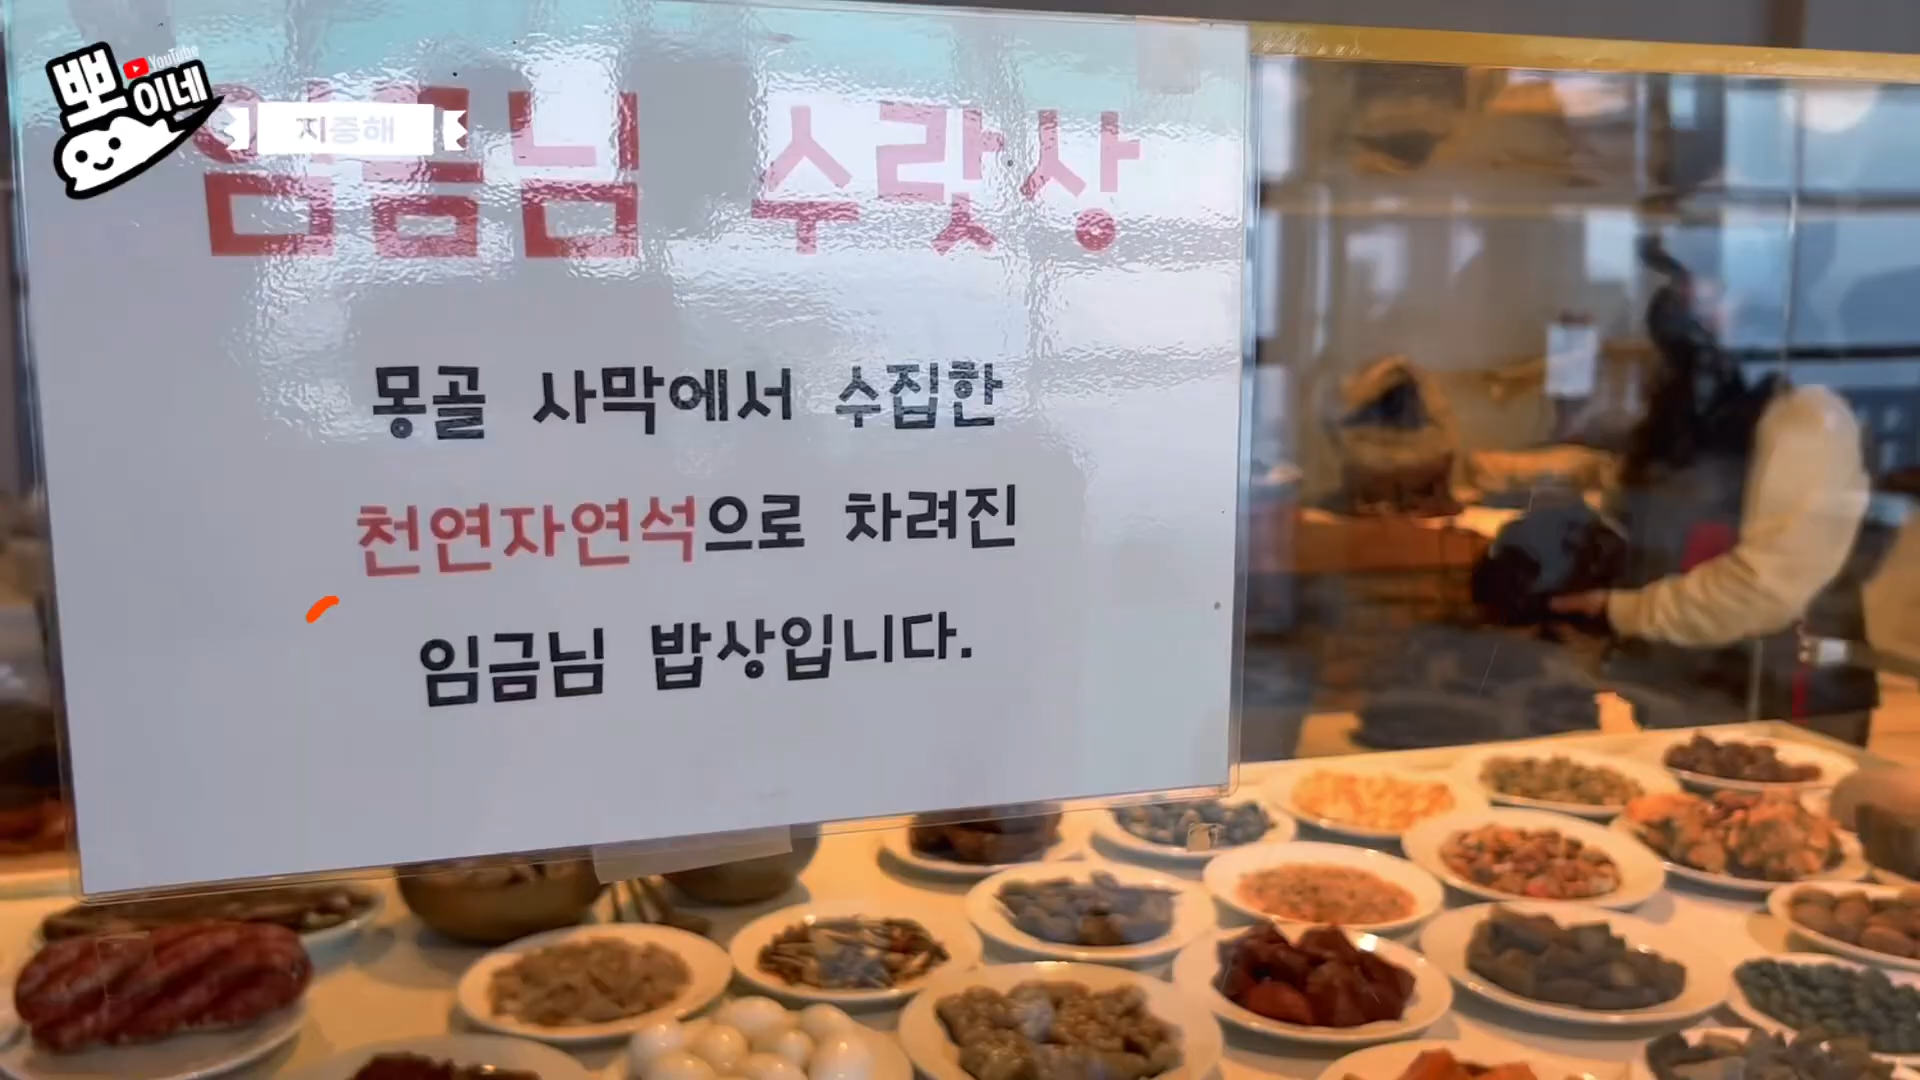 뽀이네
YouTube
지중해
임금님 수랏상
몽골 사막에서 수집한
천연자연석으로 차려진
임금님 밥상입니다.